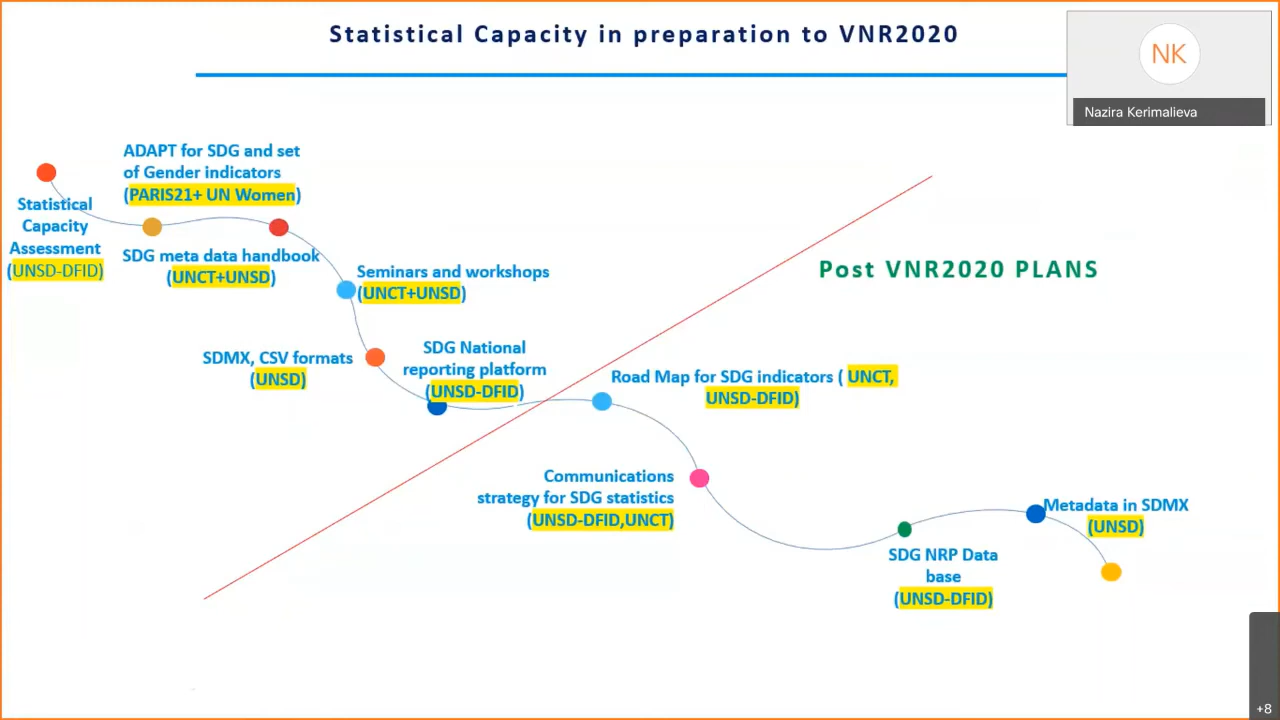 Statistical Capacity in preparation to VNR2020
NK
Nazira Kerimalieva
ADAPT for SDG and set
of Gender indicators
(PARIS21+ UN Women)
Statistical
Capacity
Assessment
(UNSD-DFID)
SDG meta data handbook
(UNCT+UNSD)
Seminars and workshops
(UNCT+UNSD)
Post VNR2020 PLANS
SDMX, CSV formats
(UNSD)
SDG National
reporting platform
(UNSD-DFID)
Road Map for SDG indicators ( UNCT,
UNSD-DFID)
Communications
strategy for SDG statistics
(UNSD-DFID,UNCT)
Metadata in SDMX
(UNSD)
SDG NRP Data
base
(UNSD-DFID)
+8